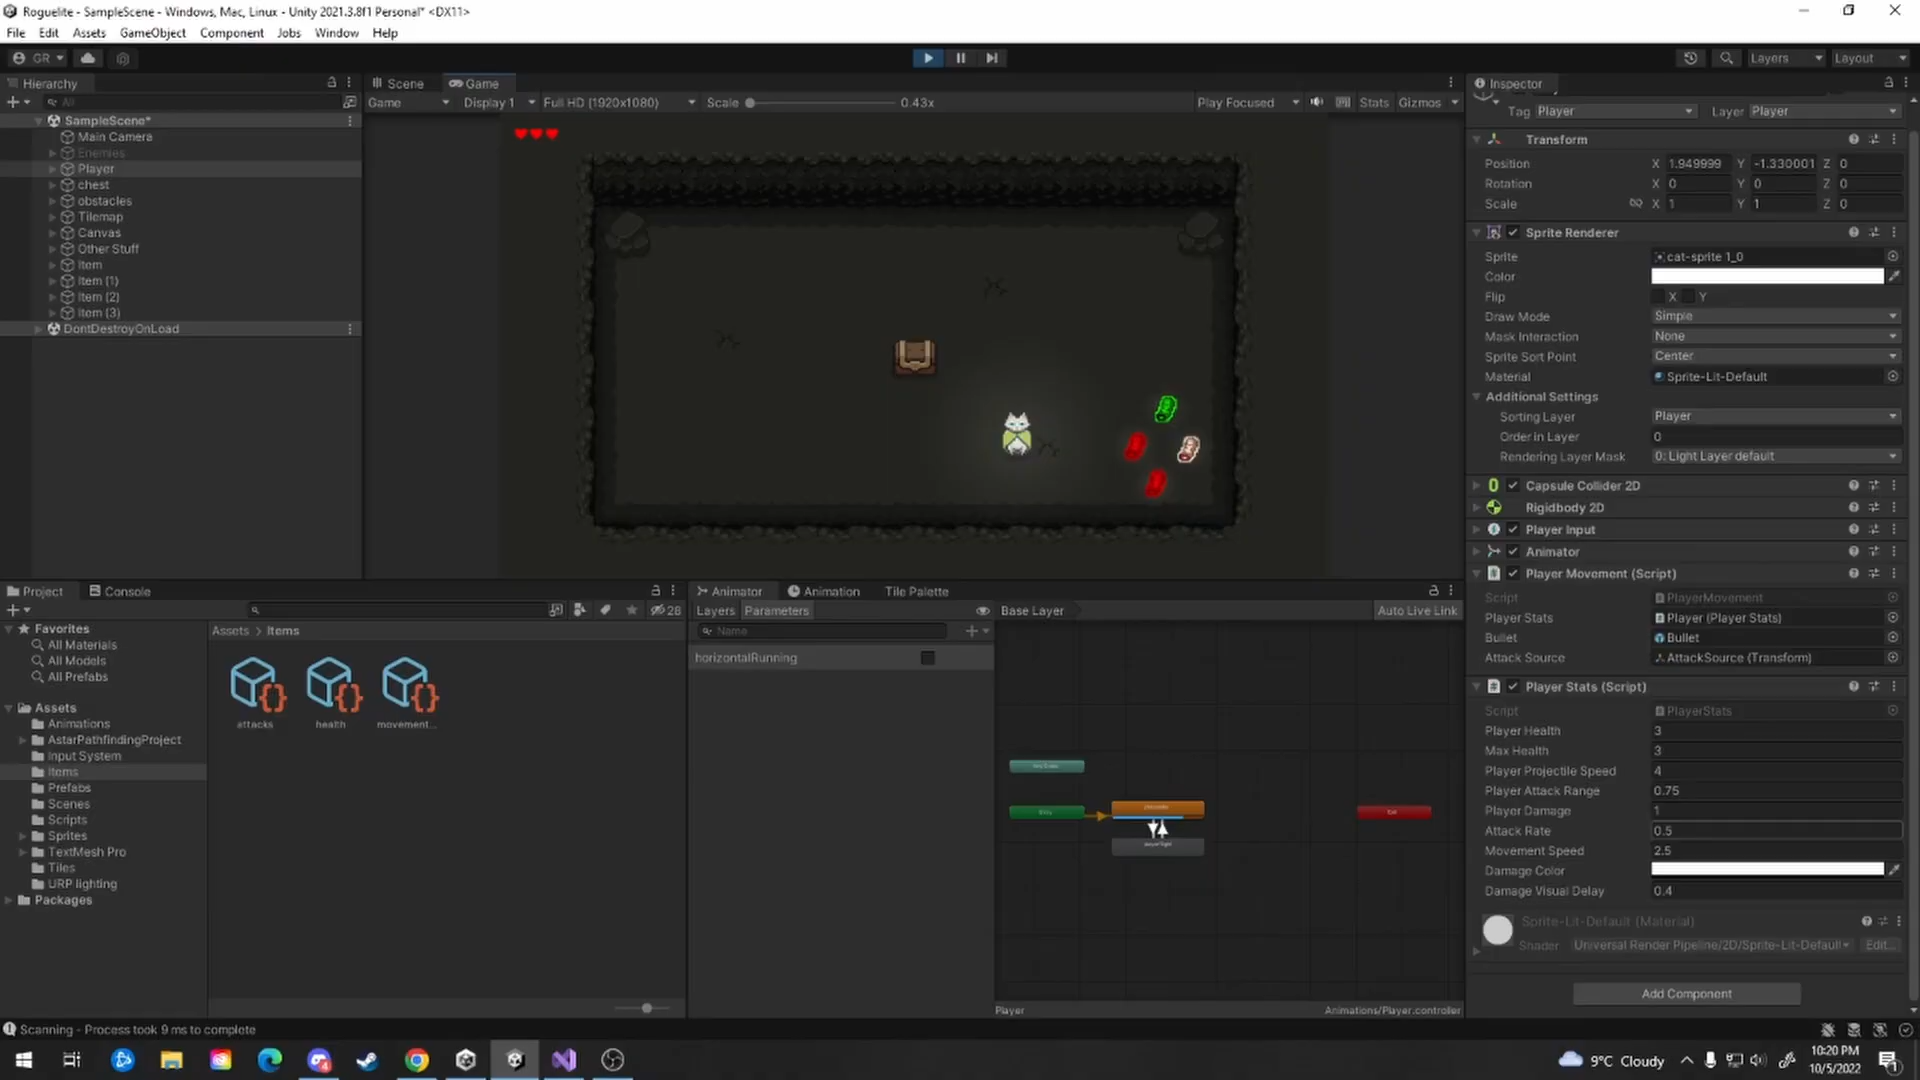 Roguelite - SampleScene - Windows, Mac, Linux - Unity 2021.3.8f1 Personal* <DX11>
File Edit Assets GameObject Component Jobs Window Help
GR Layers Layout
Hierarchy
All
SampleScene*
Main Camera
Enemies
Player
chest
obstacles
Tilemap
Canvas
Other Stuff
Item
Item (1)
Item (2)
Item (3)
DontDestroyOnLoad
Scene Game
Game Display 1 Full HD (1920x1080) Scale 0.43x Play Focused Stats Gizmos
Inspector
Tag Player Layer Player
Transform
Position X 1.949999 Y -1.330001 Z 0
Rotation X 0 Y 0 Z 0
Scale X 1 Y 1 Z 0
Sprite Renderer
Sprite cat-sprite 1_0
Color
Flip X Y
Draw Mode Simple
Mask Interaction None
Sprite Sort Point Center
Material Sprite-Lit-Default
Additional Settings
Sorting Layer Player
Order in Layer 0
Rendering Layer Mask 0: Light Layer default
Capsule Collider 2D
Rigidbody 2D
Player Input
Animator
Player Movement (Script)
Script PlayerMovement
Player Stats Player (Player Stats)
Bullet Bullet
Attack Source AttackSource (Transform)
Player Stats (Script)
Script PlayerStats
Player Health 3
Max Health 3
Player Projectile Speed 4
Player Attack Range 0.75
Player Damage 1
Attack Rate 0.5
Movement Speed 2.5
Damage Color
Damage Visual Delay 0.4
Sprite-Lit-Default (Material)
Shader Universal Render Pipeline/2D/Sprite-Lit-Default Edit...
Add Component
Project Console
28
Favorites
All Materials
All Models
All Prefabs
Assets
Animations
AstarPathfindingProject
Input System
Items
Prefabs
Scenes
Scripts
Sprites
TextMesh Pro
Tiles
URP lighting
Packages
Assets > Items
attacks health movement...
Animator Animation Tile Palette
Layers Parameters Base Layer Auto Live Link
Name
horizontalRunning
Player Animations/Player.controller
Scanning - Process took 9 ms to complete
9°C Cloudy
10:20 PM
10/5/2022